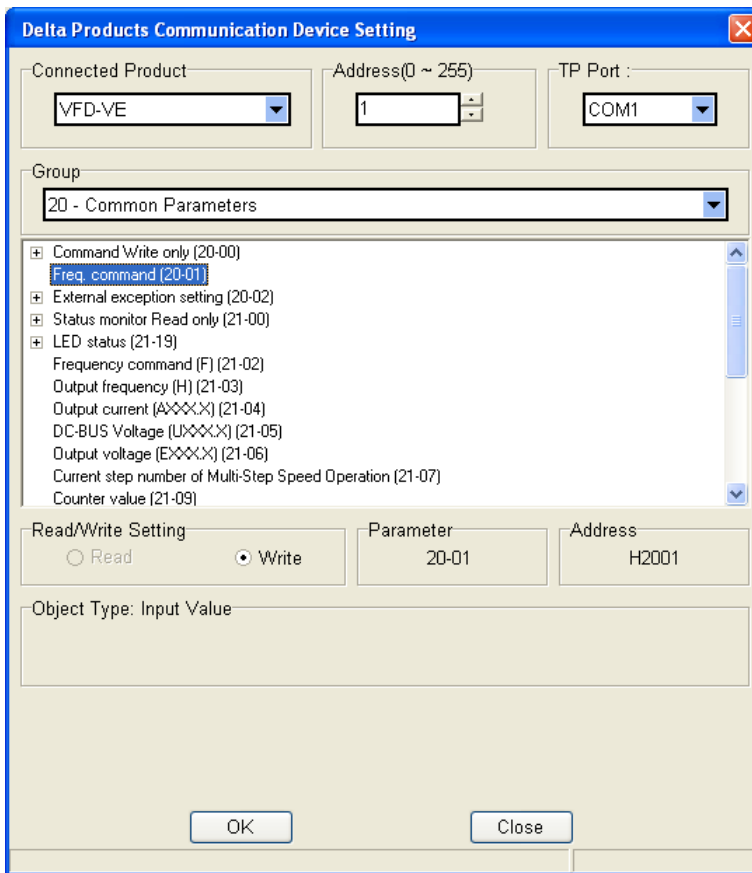 Delta Products Communication Device Setting
Connected Product
Address(0 ~ 255)
TP Port :
VFD-VE
1
COM1
Group
20 - Common Parameters
Command Write only (20-00)
Freq. command (20-01)
External exception setting (20-02)
Status monitor Read only (21-00)
LED status (21-19)
Frequency command (F) (21-02)
Output frequency (H) (21-03)
Output current (AXXX.X) (21-04)
DC-BUS Voltage (UXXX.X) (21-05)
Output voltage (EXXX.X) (21-06)
Current step number of Multi-Step Speed Operation (21-07)
Counter value (21-09)
Read/Write Setting
Parameter
Address
Read
Write
20-01
H2001
Object Type: Input Value
OK
Close